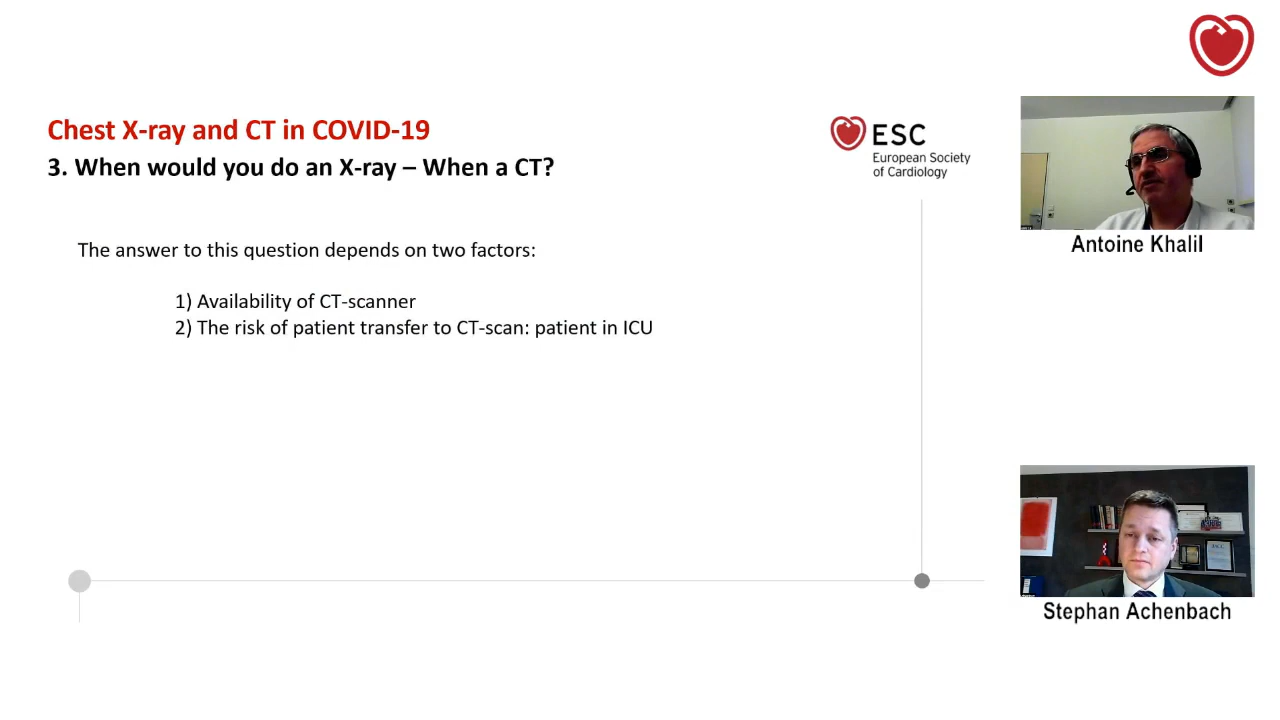 Chest X-ray and CT in COVID-19
3. When would you do an X-ray – When a CT?
ESC
European Society
of Cardiology
The answer to this question depends on two factors:
1) Availability of CT-scanner
2) The risk of patient transfer to CT-scan: patient in ICU
Antoine Khalil
Stephan Achenbach